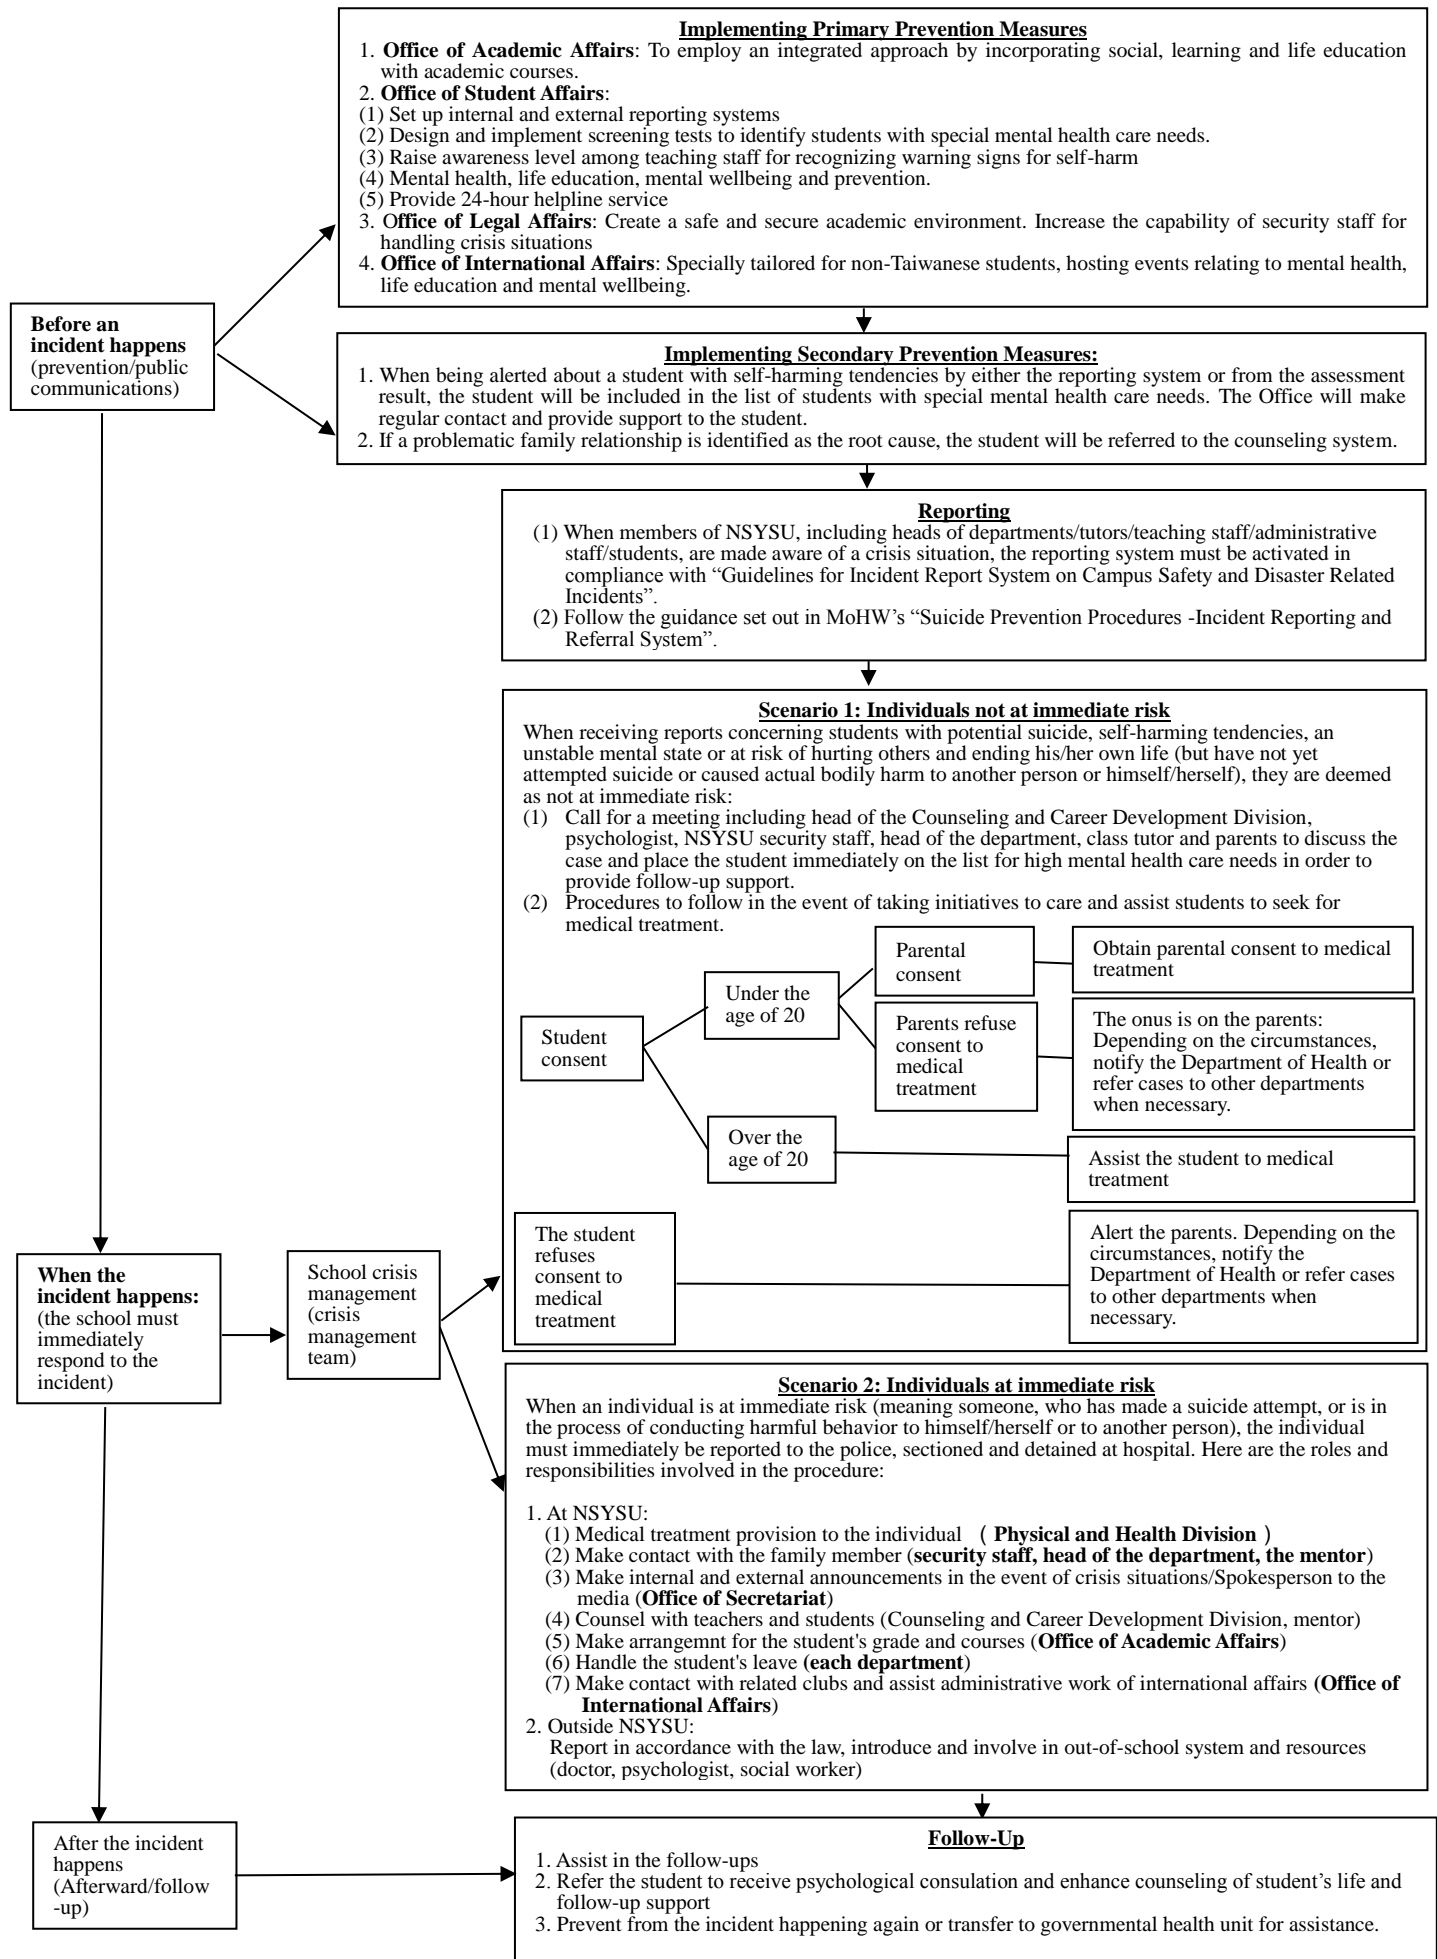 Implementing Primary Prevention Measures
1. Office of Academic Affairs: To employ an integrated approach by incorporating social, learning and life education
with academic courses.
2. Office of Student Affairs:
(1) Set up internal and external reporting systems
(2) Design and implement screening tests to identify students with special mental health care needs.
(3) Raise awareness level among teaching staff for recognizing warning signs for self-harm
(4) Mental health, life education, mental wellbeing and prevention.
(5) Provide 24-hour helpline service
3. Office of Legal Affairs: Create a safe and secure academic environment. Increase the capability of security staff for
handling crisis situations
4. Office of International Affairs: Specially tailored for non-Taiwanese students, hosting events relating to mental health,
life education and mental wellbeing.
Before an
incident happens
(prevention/public
communications)
Implementing Secondary Prevention Measures:
1. When being alerted about a student with self-harming tendencies by either the reporting system or from the assessment
result, the student will be included in the list of students with special mental health care needs. The Office will make
regular contact and provide support to the student.
2. If a problematic family relationship is identified as the root cause, the student will be referred to the counseling system.
Reporting
(1) When members of NSYSU, including heads of departments/tutors/teaching staff/administrative
staff/students, are made aware of a crisis situation, the reporting system must be activated in
compliance with “Guidelines for Incident Report System on Campus Safety and Disaster Related
Incidents”.
(2) Follow the guidance set out in MoHW’s “Suicide Prevention Procedures -Incident Reporting and
Referral System”.
Scenario 1: Individuals not at immediate risk
When receiving reports concerning students with potential suicide, self-harming tendencies, an
unstable mental state or at risk of hurting others and ending his/her own life (but have not yet
attempted suicide or caused actual bodily harm to another person or himself/herself), they are deemed
as not at immediate risk:
(1) Call for a meeting including head of the Counseling and Career Development Division,
psychologist, NSYSU security staff, head of the department, class tutor and parents to discuss the
case and place the student immediately on the list for high mental health care needs in order to
provide follow-up support.
(2) Procedures to follow in the event of taking initiatives to care and assist students to seek for
medical treatment.
Student
consent
Under the
age of 20
Parental
consent
Obtain parental consent to medical
treatment
Parents refuse
consent to
medical
treatment
The onus is on the parents:
Depending on the circumstances,
notify the Department of Health or
refer cases to other departments
when necessary.
Over the
age of 20
Assist the student to medical
treatment
The student
refuses
consent to
medical
treatment
Alert the parents. Depending on the
circumstances, notify the
Department of Health or refer cases
to other departments when
necessary.
When the
incident happens:
(the school must
immediately
respond to the
incident)
School crisis
management
(crisis
management
team)
Scenario 2: Individuals at immediate risk
When an individual is at immediate risk (meaning someone, who has made a suicide attempt, or is in
the process of conducting harmful behavior to himself/herself or to another person), the individual
must immediately be reported to the police, sectioned and detained at hospital. Here are the roles and
responsibilities involved in the procedure:
1. At NSYSU:
(1) Medical treatment provision to the individual （Physical and Health Division）
(2) Make contact with the family member (security staff, head of the department, the mentor)
(3) Make internal and external announcements in the event of crisis situations/Spokesperson to the
media (Office of Secretariat)
(4) Counsel with teachers and students (Counseling and Career Development Division, mentor)
(5) Make arrangemnt for the student's grade and courses (Office of Academic Affairs)
(6) Handle the student's leave (each department)
(7) Make contact with related clubs and assist administrative work of international affairs (Office of
International Affairs)
2. Outside NSYSU:
Report in accordance with the law, introduce and involve in out-of-school system and resources
(doctor, psychologist, social worker)
After the incident
happens
(Afterward/follow
-up)
Follow-Up
1. Assist in the follow-ups
2. Refer the student to receive psychological consulation and enhance counseling of student’s life and
follow-up support
3. Prevent from the incident happening again or transfer to governmental health unit for assistance.